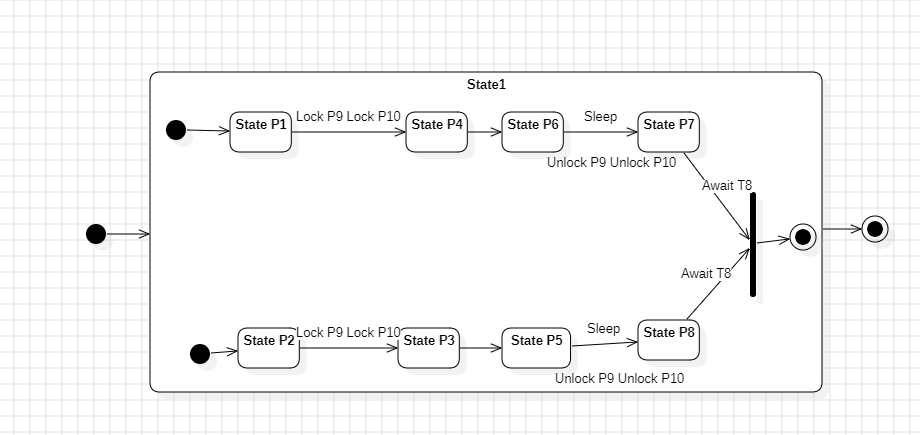 State1
State P1
Lock P9 Lock P10
State P4
State P6
Sleep
State P7
Unlock P9 Unlock P10
Await T8
Await T8
State P2
Lock P9 Lock P10
State P3
State P5
Sleep
State P8
Unlock P9 Unlock P10